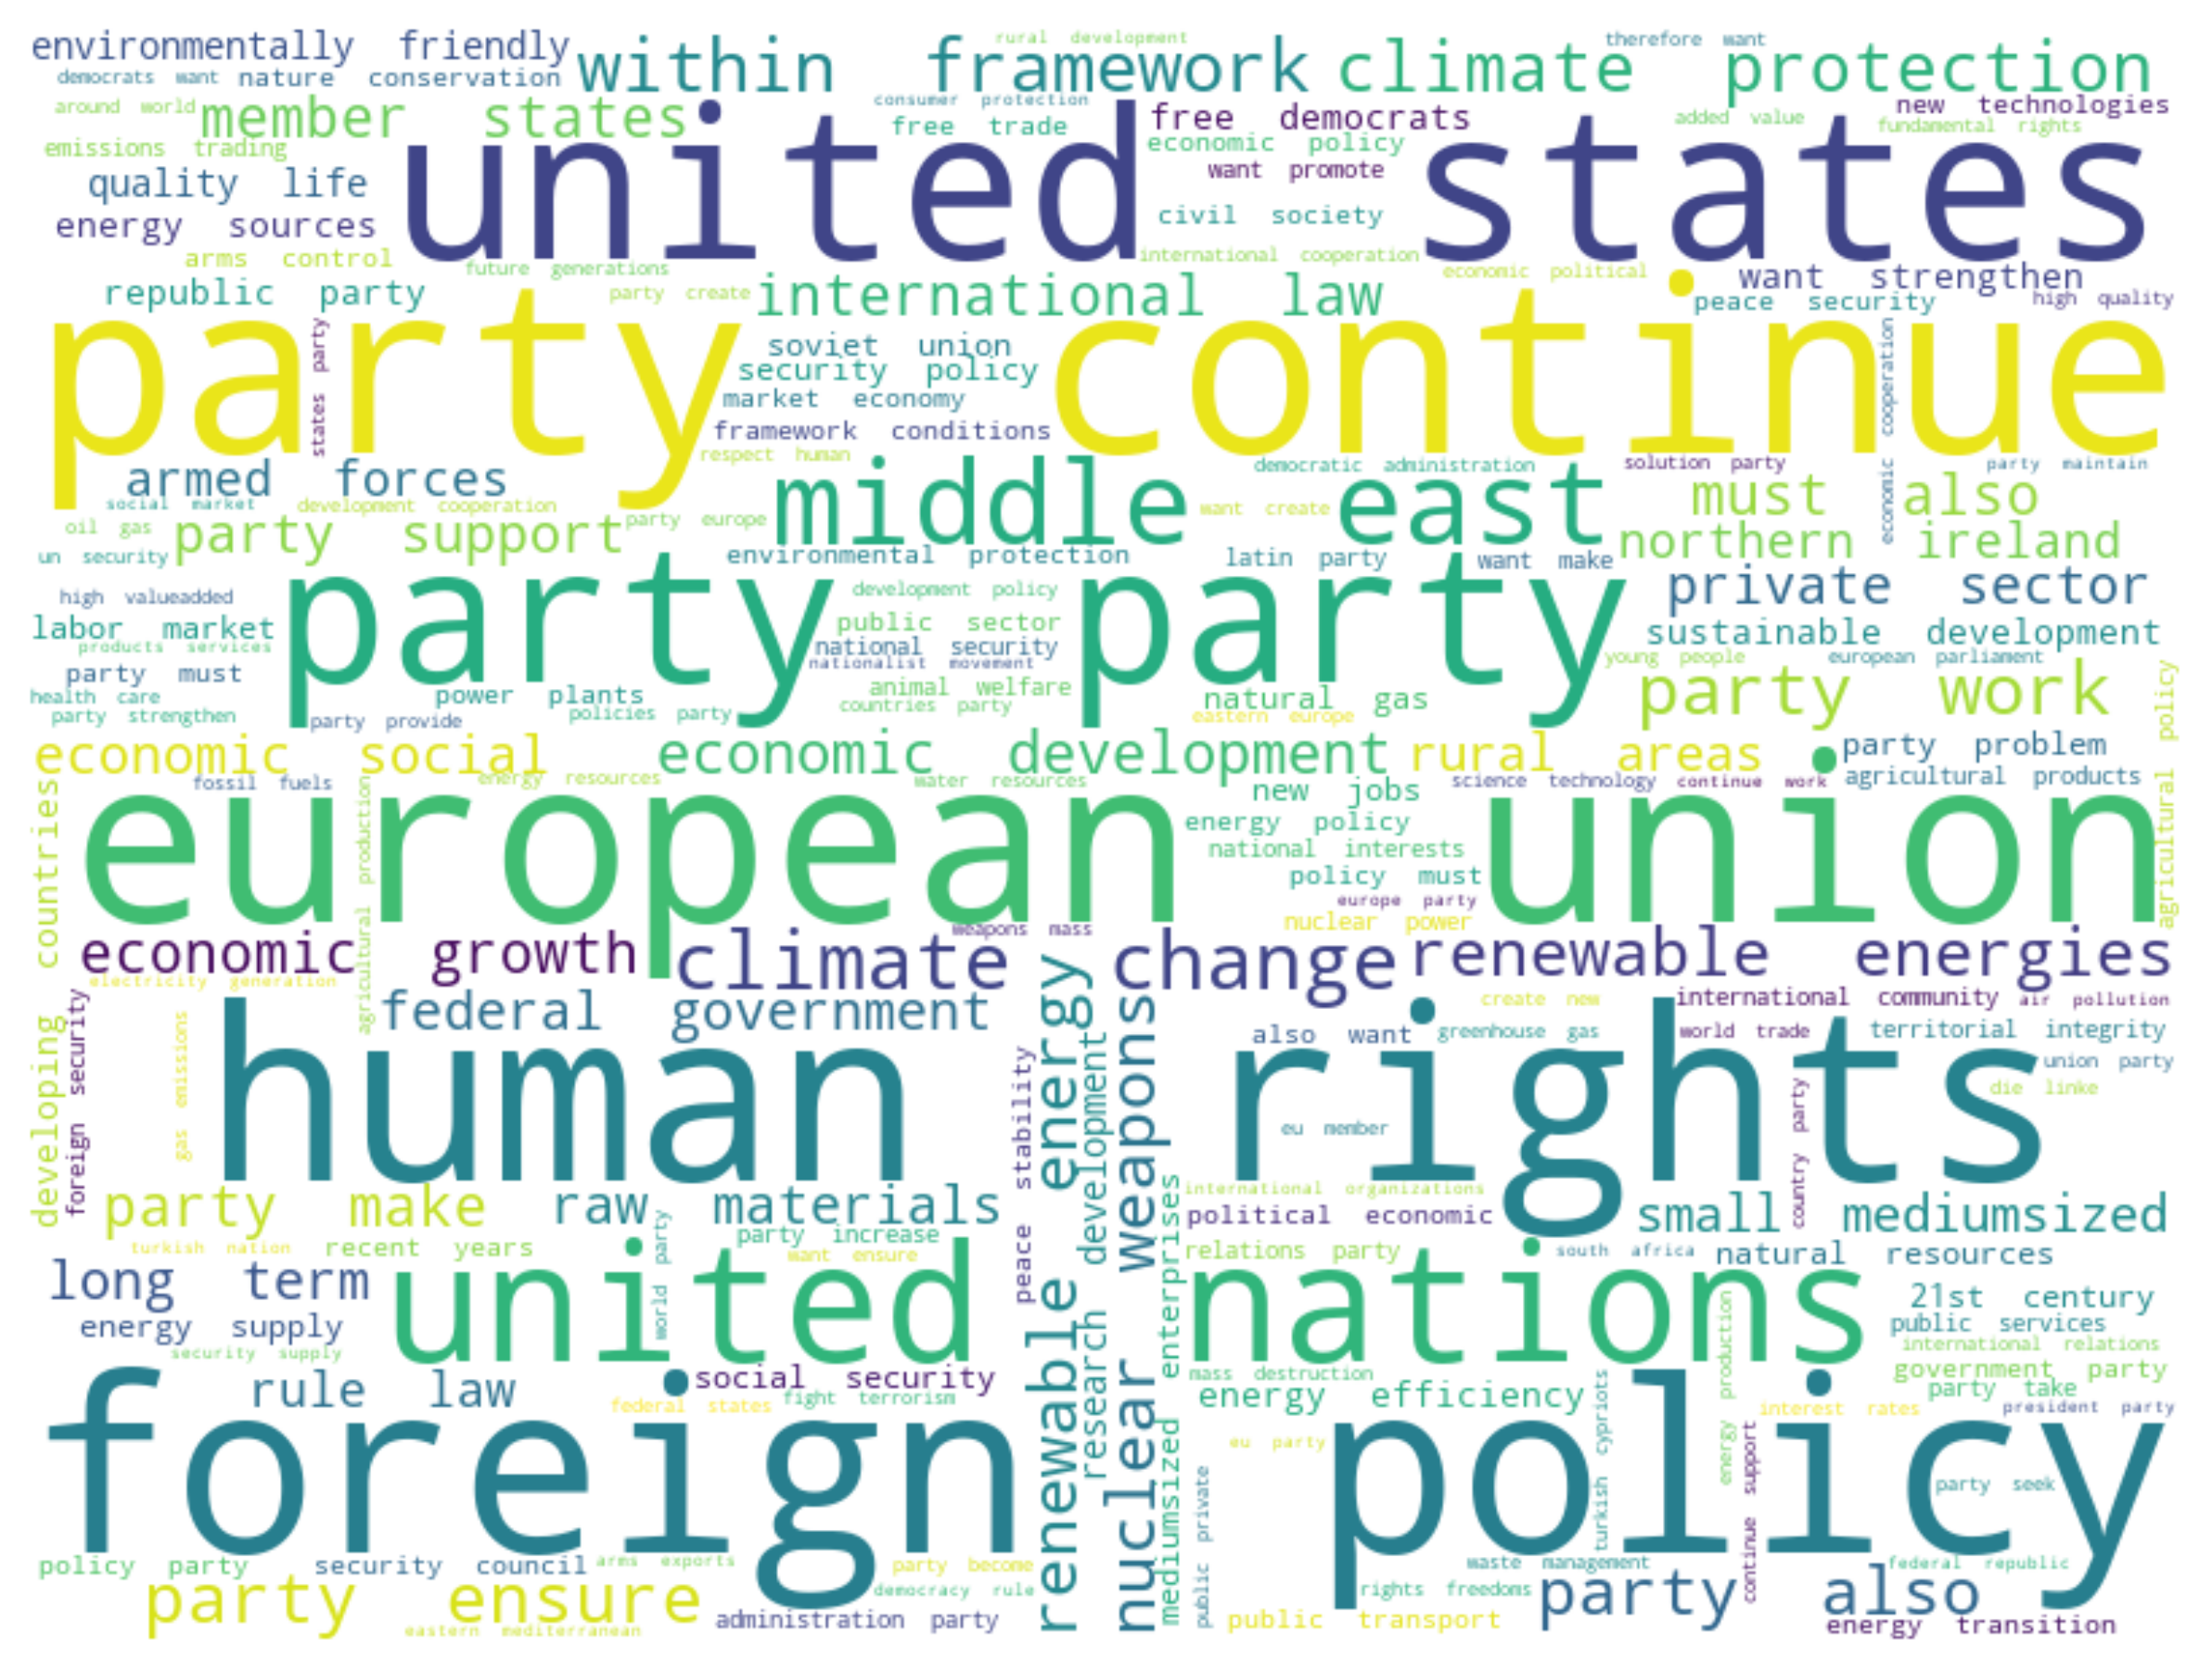 environmentally friendly
within framework
rural development
climate protection
therefore want
democrats want
nature conservation
around world
member states
consumer protection
free trade
free democrats
added value
new technologies
fundamental rights
emissions trading
united states
economic policy
want promote
quality life
energy sources
civil society
arms control
future generations
international cooperation
economic political
want strengthen
republic party
party create
international law
peace security
high quality
party continue
states party
soviet union
security policy
market economy
framework conditions
economic cooperation
respect human
armed forces
middle east
democratic administration
solution party
party maintain
social market
development cooperation
want create
must also
oil gas
party support
party europe
northern ireland
un security
environmental protection
latin party
want make
party party
high valueadded
development policy
private sector
labor market
public sector
sustainable development
products services
national security
nationalist movement
young people
european parliament
party must
animal welfare
party work
health care
power plants
countries party
natural gas
party strengthen
policies party
party provide
eastern europe
agricultural policy
economic social
economic development
rural areas
party problem
fossil fuels
energy resources
water resources
science technology
continue work
agricultural products
developing countries
agricultural production
european union
new jobs
energy policy
national interests
policy must
europe party
nuclear power
economic growth
weapons mass
climate change
renewable energies
electricity generation
federal government
create new
international community
air pollution
foreign security
gas emissions
human rights
also want
greenhouse gas
world trade
territorial integrity
union party
die linke
eu member
country party
peace stability
renewable energy
research development
nuclear weapons
mediumsized enterprises
party make
raw materials
international organizations
political economic
small mediumsized
turkish nation
recent years
party increase
want ensure
relations party
south africa
natural resources
long term
united nations
world party
21st century
energy supply
public services
security supply
international relations
rule law
social security
mass destruction
government party
federal states
fight terrorism
energy efficiency
energy production
party take
interest rates
president party
foreign policy
eu party
turkish cypriots
continue support
party seek
public private
policy party
security council
arms exports
party become
waste management
federal republic
party ensure
democracy rule
rights freedoms
party also
eastern mediterranean
administration party
public transport
energy transition